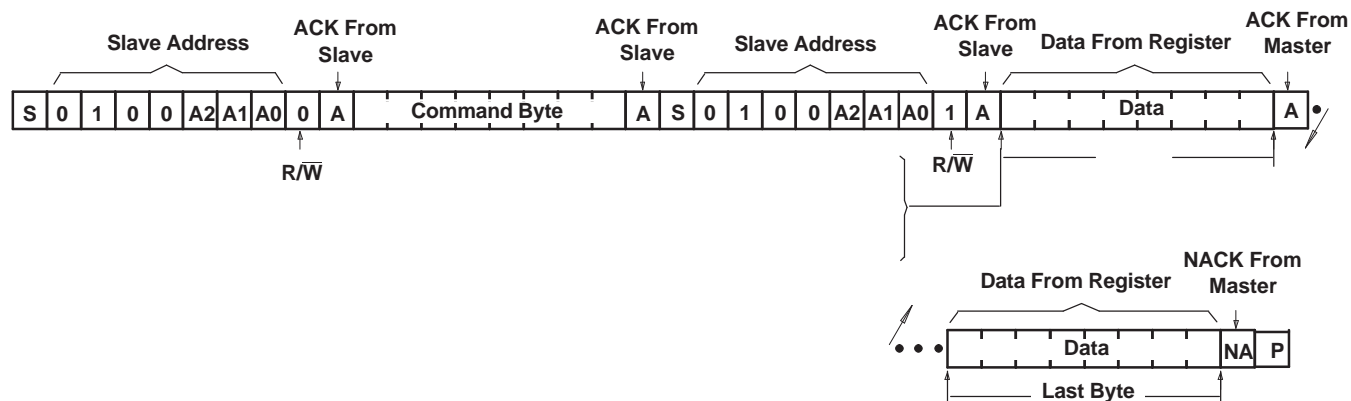 Slave Address
ACK From
Slave
ACK From
Slave
Slave Address
ACK From
Slave
Data From Register
ACK From
Master
S 0 1 0 0 A2 A1 A0 0 A Command Byte A S 0 1 0 0 A2 A1 A0 1 A Data A
R/W̅
R/W̅
Data From Register
NACK From
Master
Data NA P
Last Byte